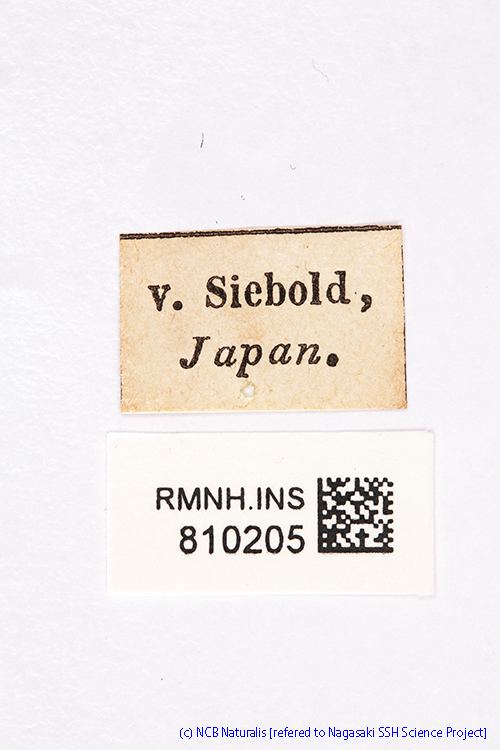 v. Siebold,
Japan.
RMNH.INS
810205
(c) NCB Naturalis [refered to Nagasaki SSH Science Project]